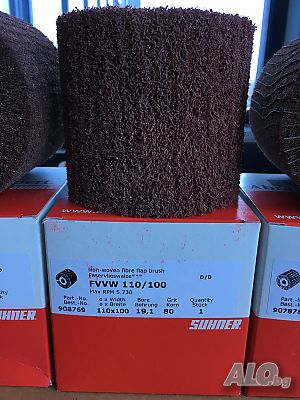 Non-woven fibre flap brush
Faservlieswalze***
FVVW 110/100 D/D
Max RPM 5.730
Part.-No. ø x Width Bore Grit Quantity
Best.-No. ø x Breite Bohrung Korn Stück
908769 110x100 19,1 80 1
SUHNER
90787
ALO.bg